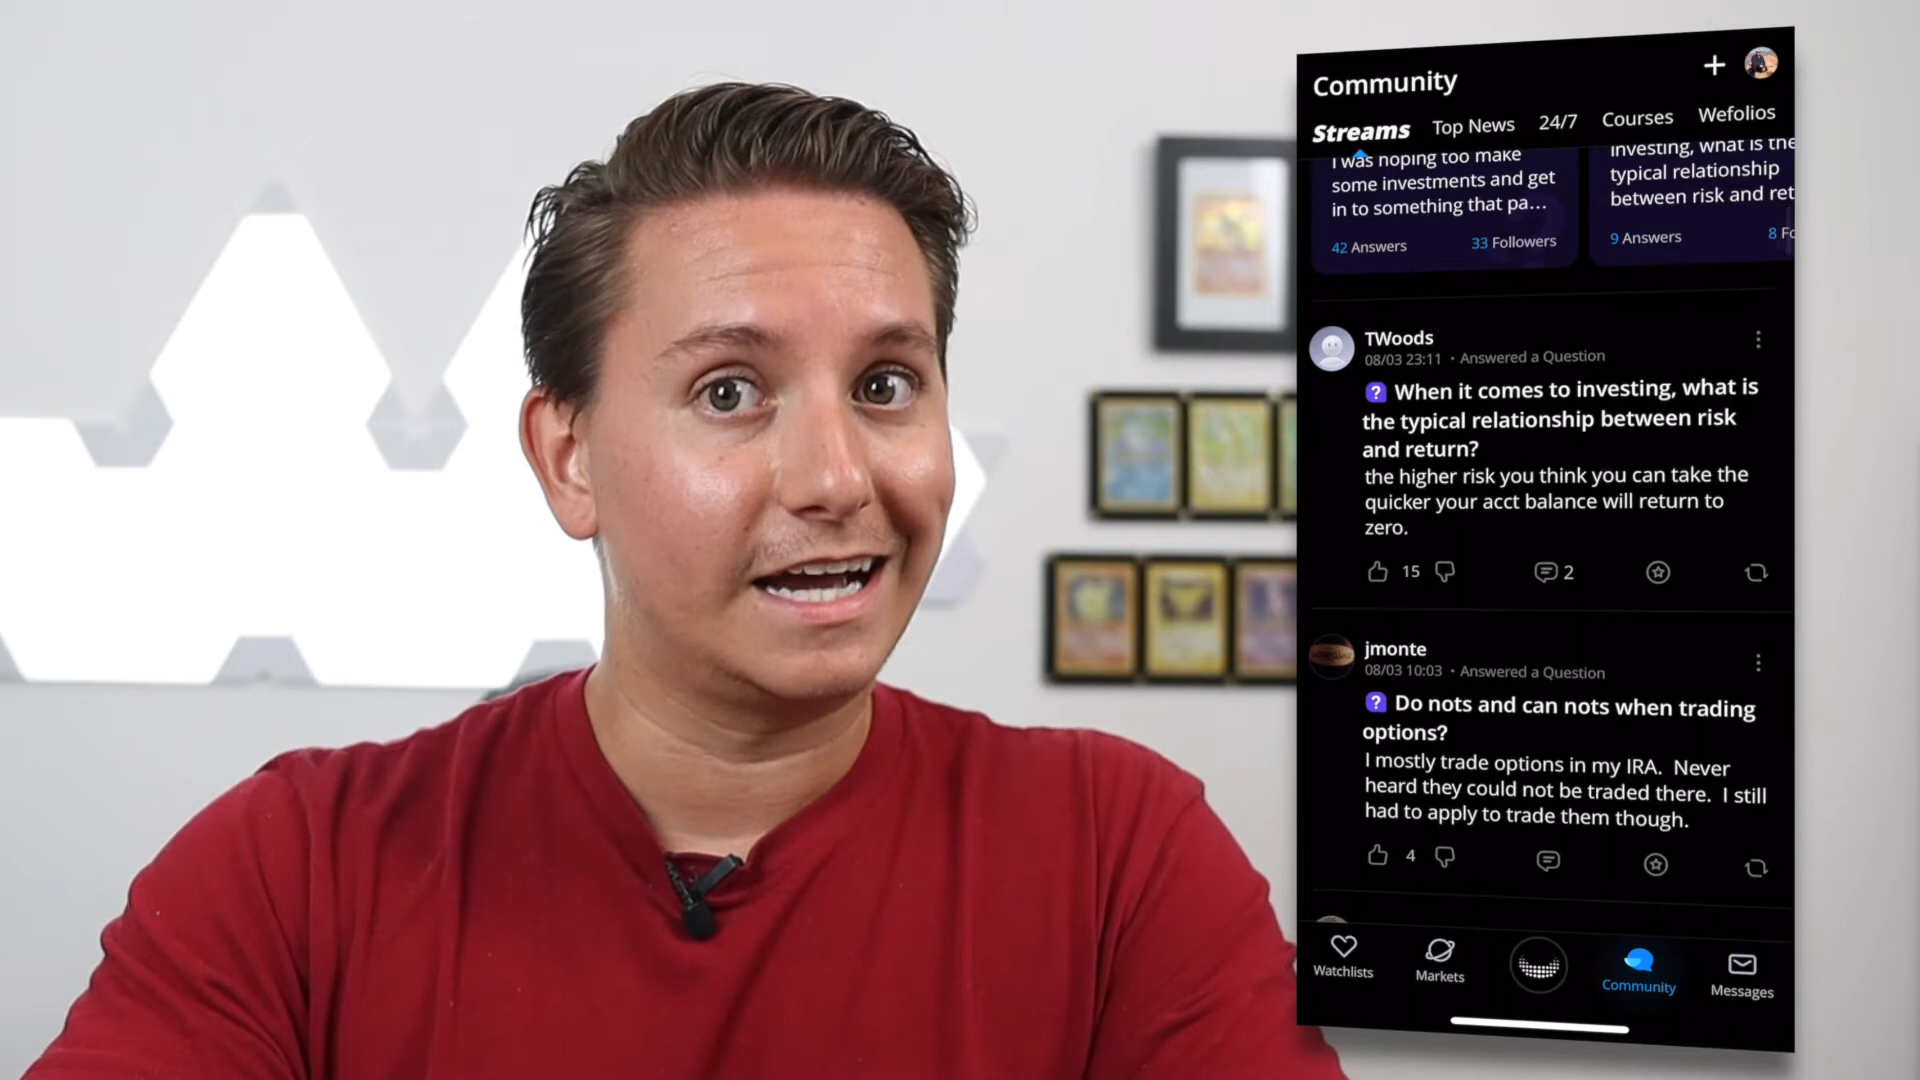 Community
Streams Top News 24/7 Courses Wefolios
I was hoping too make
some investments and get
in to something that pa...
42 Answers 33 Followers
investing, what is the
typical relationship
between risk and ret
9 Answers 8 Fo
TWoods
08/03 23:11 • Answered a Question
? When it comes to investing, what is
the typical relationship between risk
and return?
the higher risk you think you can take the
quicker your acct balance will return to
zero.
15 2
jmonte
08/03 10:03 • Answered a Question
? Do nots and can nots when trading
options?
I mostly trade options in my IRA. Never
heard they could not be traded there. I still
had to apply to trade them though.
4
Watchlists Markets Community Messages